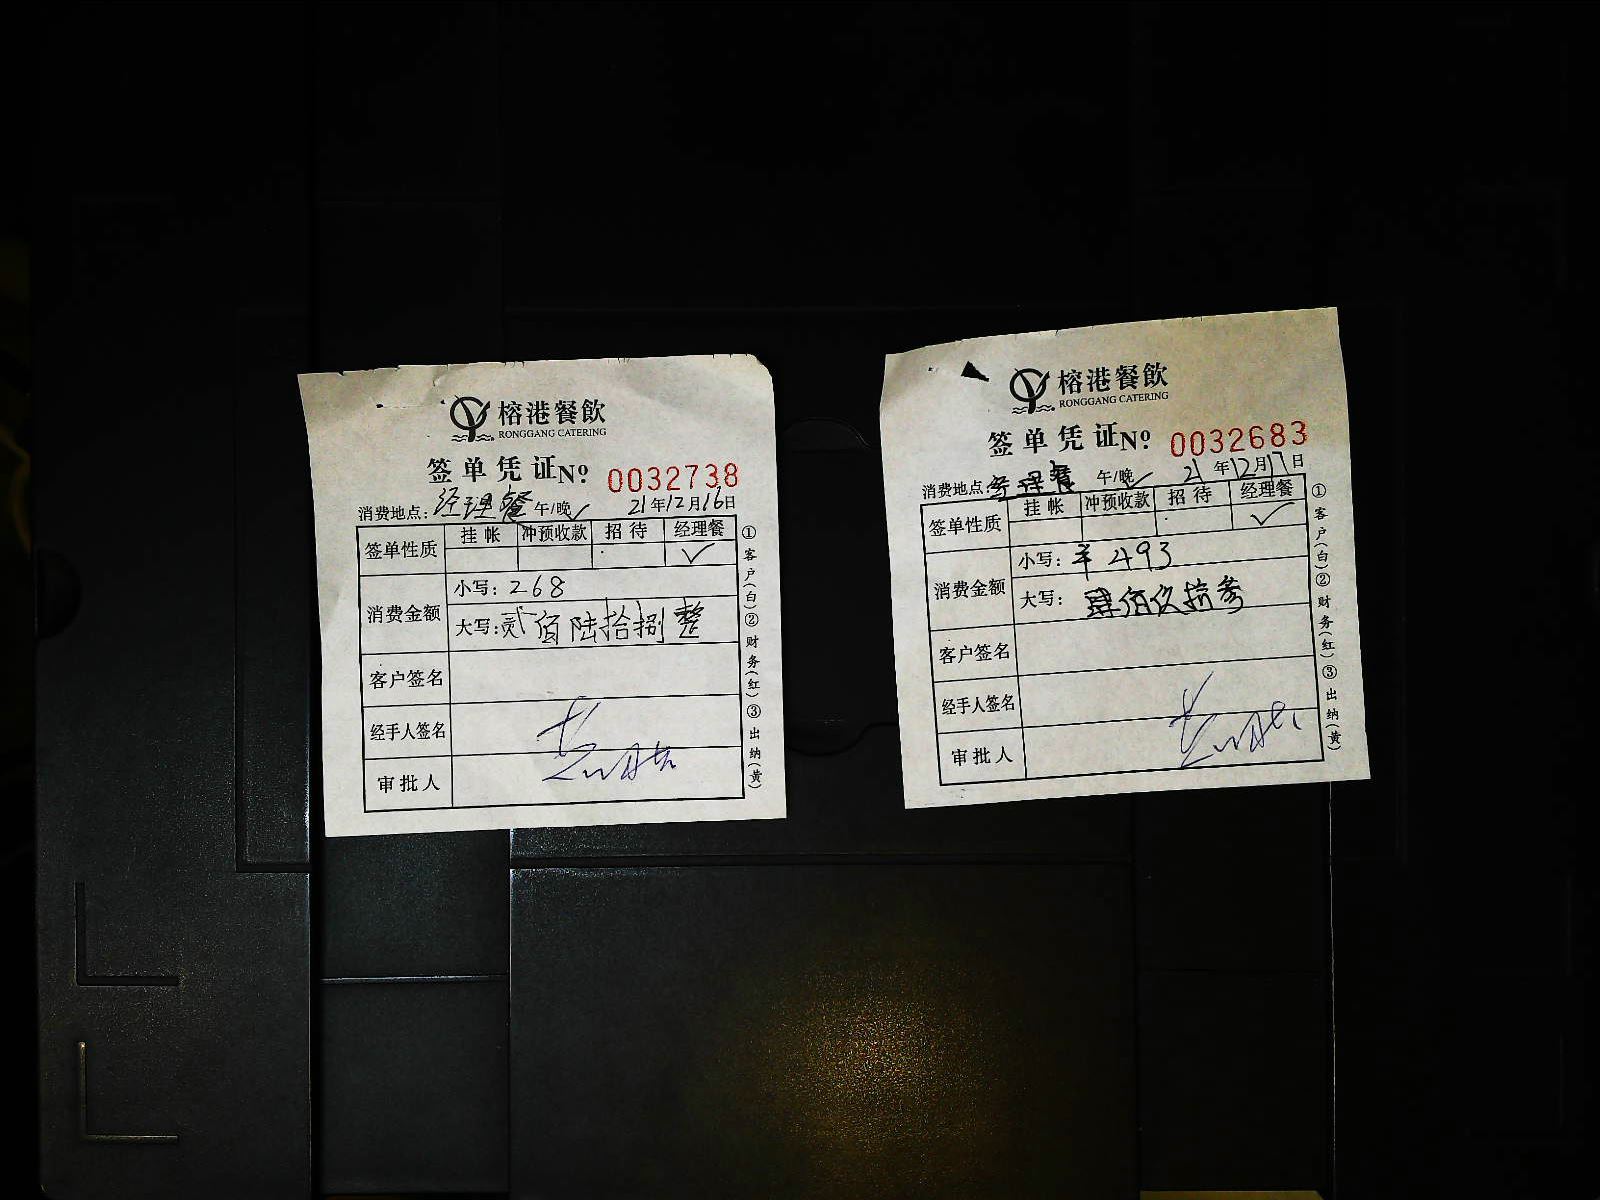 榕港餐飲
RONGGANG CATERING
签单凭证 Nº 0032738
消费地点: 经理餐 午/晚✓ 21年12月16日
签单性质 挂帐 冲预收款 招待 经理餐
✓
消费金额
小写: 268
大写: 贰佰陆拾捌整
客户签名
经手人签名
审批人
①客户(白)②财务(红)③出纳(黄)
榕港餐飲
RONGGANG CATERING
签单凭证 Nº 0032683
消费地点: 午/晚✓ 21年12月17日
签单性质 挂帐 冲预收款 招待 经理餐
✓
消费金额
小写: ¥493
大写: 肆佰玖拾参
客户签名
经手人签名
审批人
①客户(白)②财务(红)③出纳(黄)